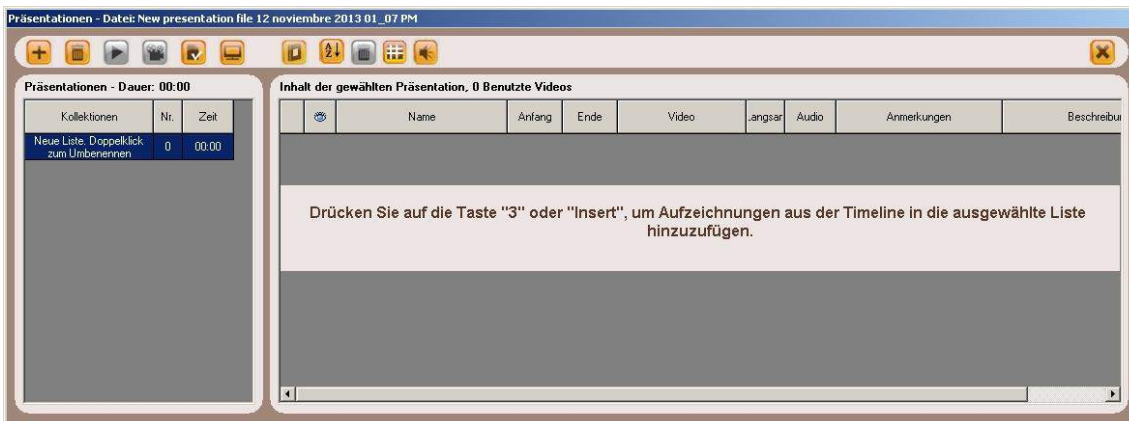 Präsentationen - Datei: New presentation file 12 noviembre 2013 01_07 PM
Präsentationen - Dauer: 00:00
Kollektionen Nr. Zeit
Neue Liste. Doppelklick
zum Umbenennen
0 00:00
Inhalt der gewählten Präsentation, 0 Benutzte Videos
Name Anfang Ende Video .angsar Audio Anmerkungen Beschreibu
Drücken Sie auf die Taste "3" oder "Insert", um Aufzeichnungen aus der Timeline in die ausgewählte Liste
hinzuzufügen.